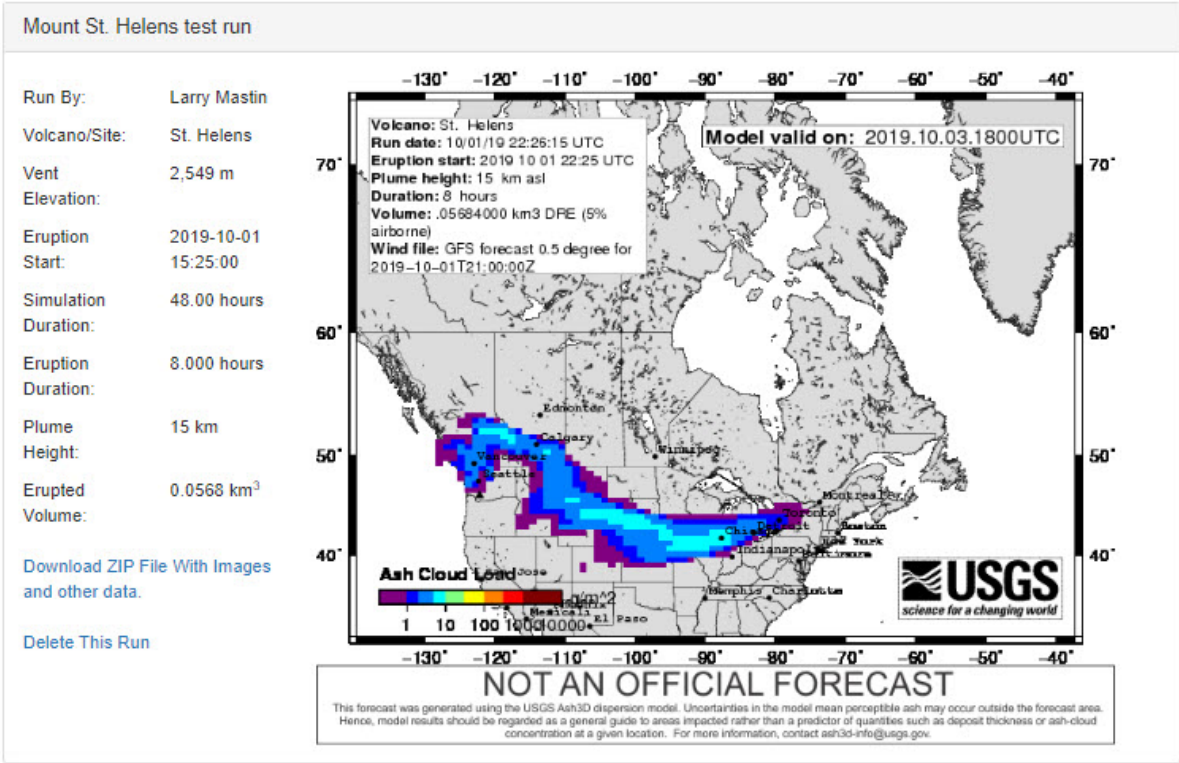 Mount St. Helens test run
Run By: Larry Mastin
Volcano/Site: St. Helens
Vent Elevation: 2,549 m
Eruption Start: 2019-10-01 15:25:00
Simulation Duration: 48.00 hours
Eruption Duration: 8.000 hours
Plume Height: 15 km
Erupted Volume: 0.0568 km³
Download ZIP File With Images
and other data.
Delete This Run
−130° −120° −110° −100° −90° −80° −70° −60° −50° −40°
Volcano: St. Helens
Run date: 10/01/19 22:26:15 UTC
Eruption start: 2019 10 01 22:25 UTC
Plume height: 15 km asl
Duration: 8 hours
Volume: .05684000 km3 DRE (5%
airborne)
Wind file: GFS forecast 0.5 degree for
2019−10−01T21:00:00Z
Model valid on: 2019.10.03.1800UTC
70° 70°
60° 60°
50° 50°
40° 40°
Edmonton
Calgary
Winnipeg
Vancouver
Seattle
Montreal
Toronto
Detroit
Boston
Chi
New York
Indianapolis
Baltimore
Jose
Memphis
Charlotte
Mexicali
El Paso
Ash Cloud Load
g/m^2
1 10 100 1000 10000
USGS
science for a changing world
−130° −120° −110° −100° −90° −80° −70° −60° −50° −40°
NOT AN OFFICIAL FORECAST
This forecast was generated using the USGS Ash3D dispersion model. Uncertainties in the model mean perceptible ash may occur outside the forecast area.
Hence, model results should be regarded as a general guide to areas impacted rather than a predictor of quantities such as deposit thickness or ash-cloud
concentration at a given location. For more information, contact ash3d-info@usgs.gov.